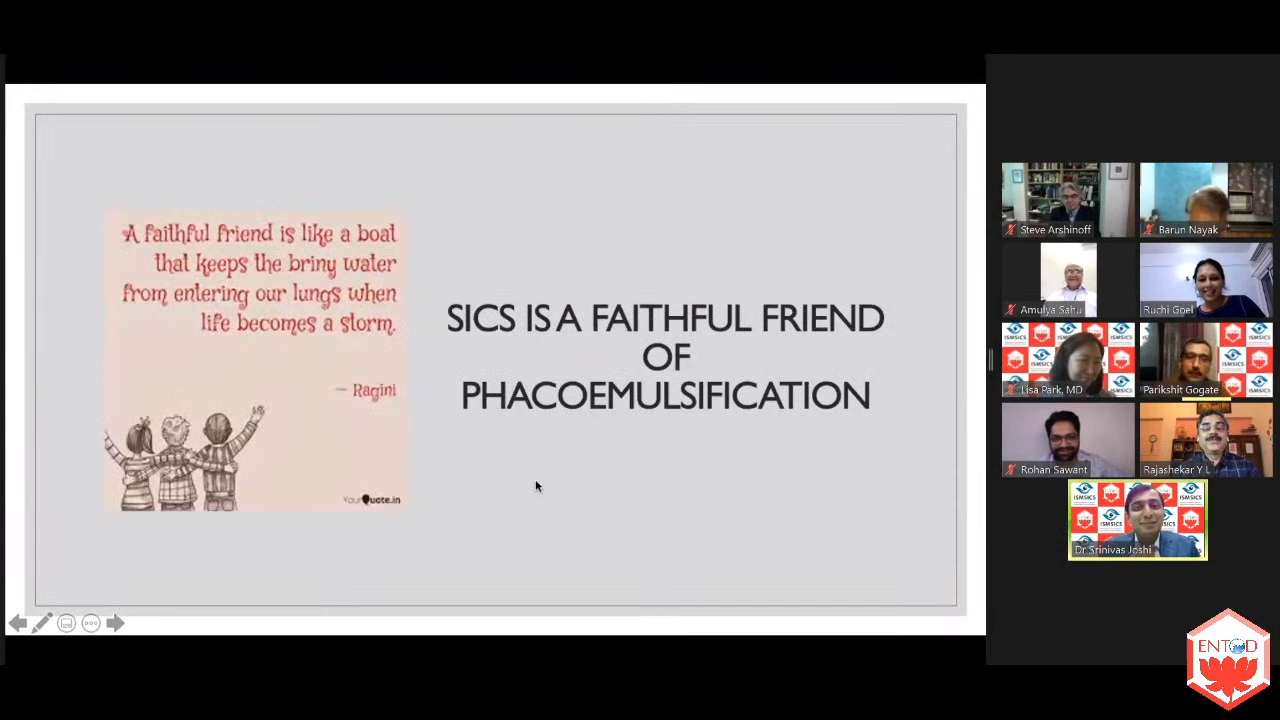 A faithful friend is like a boat
that keeps the briny water
from entering our lungs when
life becomes a storm.
— Ragini
YourQuote.in
SICS IS A FAITHFUL FRIEND
OF
PHACOEMULSIFICATION
Steve Arshinoff
Barun Nayak
Amulya Sahu
Ruchi Goel
Lisa Park, MD
Parikshit Gogate
Rohan Sawant
Rajashekar Y L
Dr Srinivas Joshi
ISMSICS
ENTOD